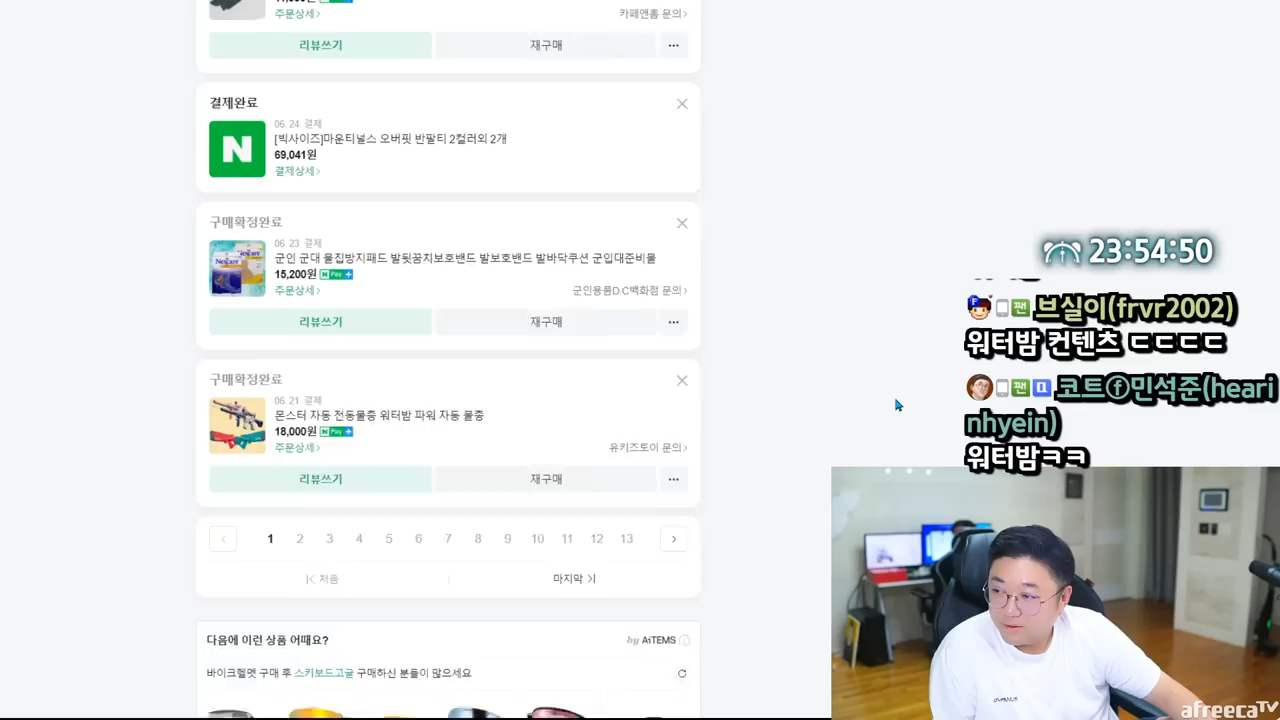 주문상세>
카페앤홈 문의>
리뷰쓰기
재구매
결제완료
06. 24. 결제
[빅사이즈]마운티널스 오버핏 반팔티 2컬러외 2개
69,041원
결제상세>
구매확정완료
06. 23 결제
군인 군대 물집방지패드 발뒷꿈치보호밴드 발보호밴드 발바닥쿠션 군입대준비물
15,200원 N Pay +
주문상세>
군인용품D.C백화점 문의>
리뷰쓰기
재구매
구매확정완료
06. 21 결제
몬스터 자동 전동물총 워터밤 파워 자동 물총
18,000원 N Pay +
주문상세>
유키즈토이 문의>
리뷰쓰기
재구매
1 2 3 4 5 6 7 8 9 10 11 12 13
처음
마지막
다음에 이런 상품 어때요?
by AiTEMS
바이크헬멧 구매 후 스키보드고글 구매하신 분들이 많으세요
23:54:50
브실이(frvr2002)
워터밤 컨텐츠 ㄷㄷㄷㄷ
코트ⓕ민석준(heari
nhyein)
워터밤ㅋㅋ
afreecaTV